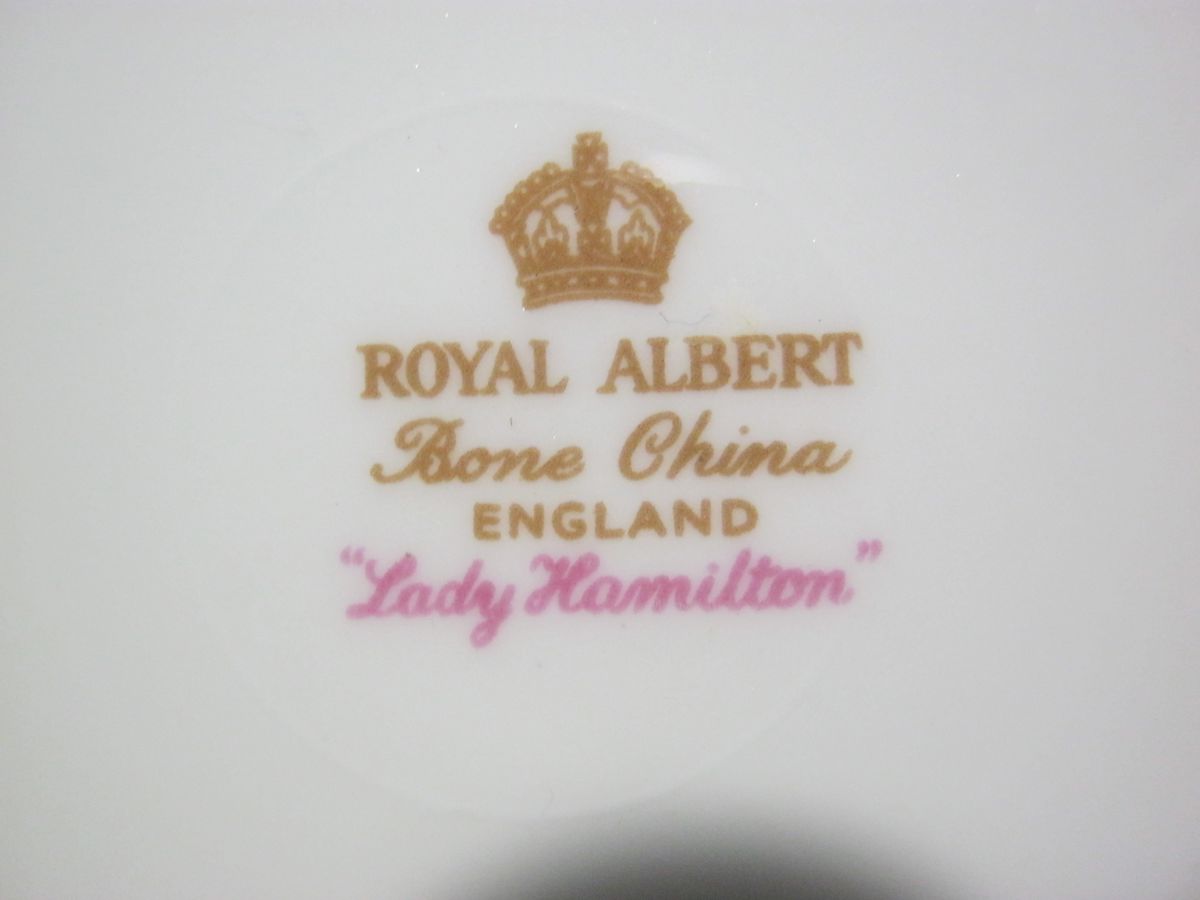 ROYAL ALBERT
Bone China
ENGLAND
"Lady Hamilton"